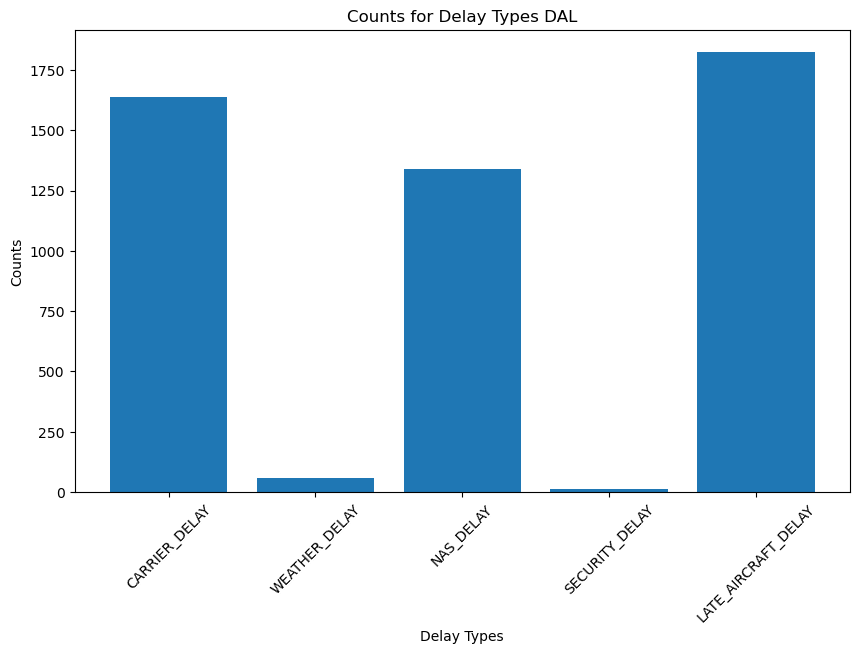 Counts for Delay Types DAL
Counts
1750
1500
1250
1000
750
500
250
0
CARRIER_DELAY
WEATHER_DELAY
NAS_DELAY
SECURITY_DELAY
LATE_AIRCRAFT_DELAY
Delay Types